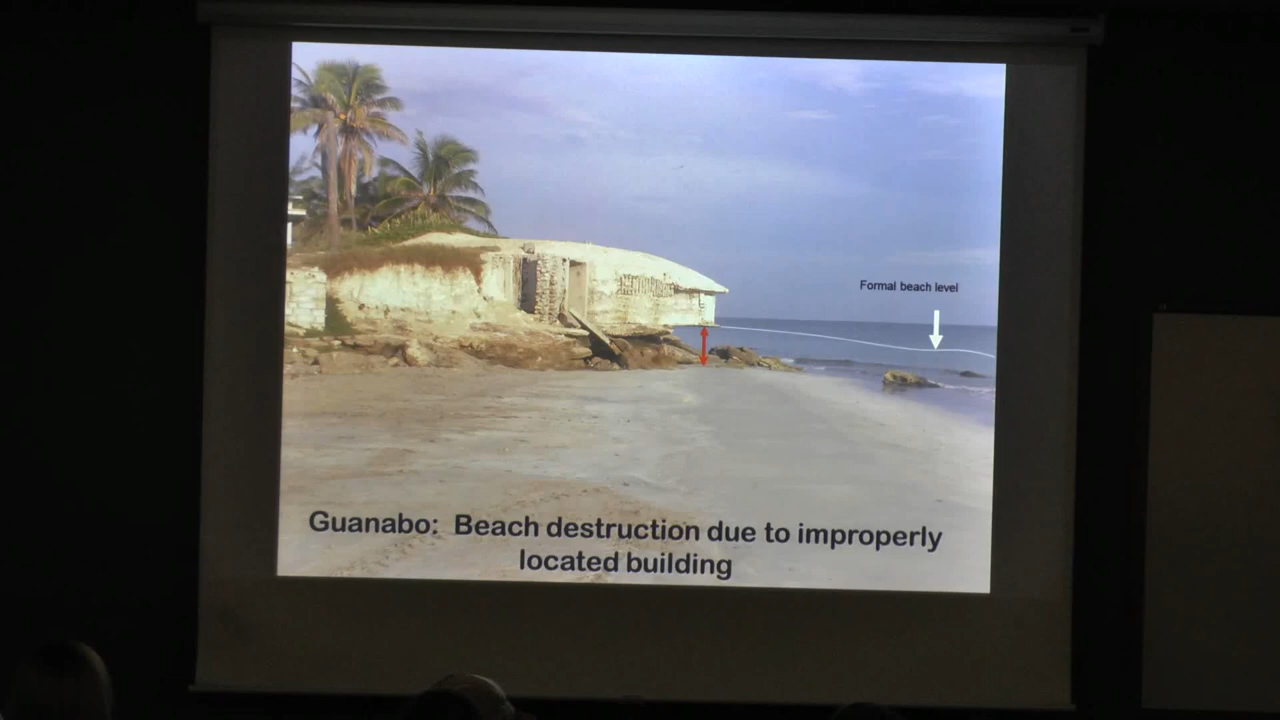 Formal beach level
Guanabo: Beach destruction due to improperly
located building